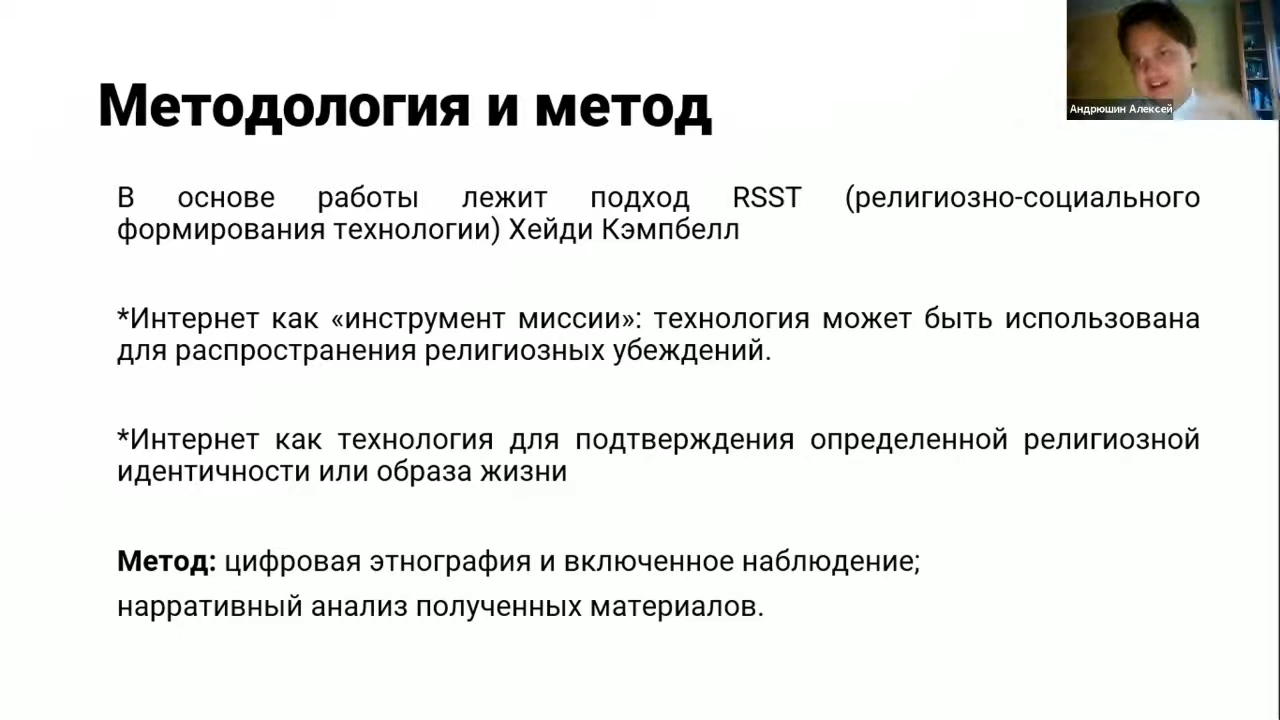 Методология и метод
Андрюшин Алексей
В основе работы лежит подход RSST (религиозно-социального
формирования технологии) Хейди Кэмпбелл
*Интернет как «инструмент миссии»: технология может быть использована
для распространения религиозных убеждений.
*Интернет как технология для подтверждения определенной религиозной
идентичности или образа жизни
Метод: цифровая этнография и включенное наблюдение;
нарративный анализ полученных материалов.